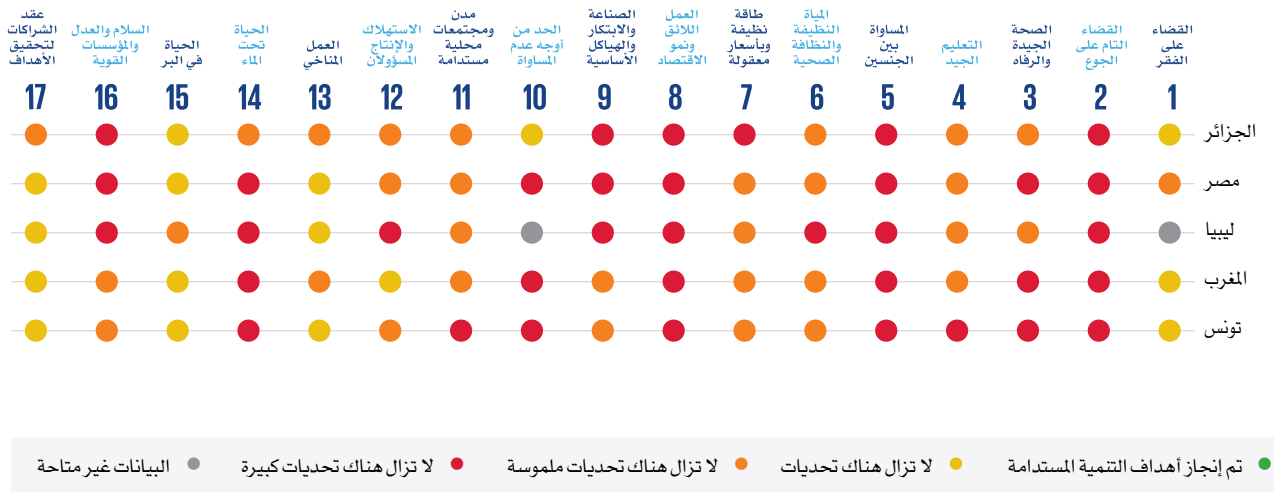 القضاء
على
الفقر
القضاء
التام على
الجوع
الصحة
الجيدة
والرفاه
التعليم
الجيد
المساواة
بين
الجنسين
المياة
النظيفة
والنظافة
الصحية
طاقة
نظيفة
وبأسعار
معقولة
العمل
اللائق
ونمو
الاقتصاد
الصناعة
والابتكار
والهياكل
الأساسية
الحد من
أوجه عدم
المساواة
مدن
ومجتمعات
محلية
مستدامة
الاستهلاك
والإنتاج
المسؤولان
العمل
المناخي
الحياة
تحت
الماء
الحياة
في البر
السلام والعدل
والمؤسسات
القوية
عقد
الشراكات
لتحقيق
الأهداف
1 2 3 4 5 6 7 8 9 10 11 12 13 14 15 16 17
الجزائر
مصر
ليبيا
المغرب
تونس
تم إنجاز أهداف التنمية المستدامة
لا تزال هناك تحديات
لا تزال هناك تحديات ملموسة
لا تزال هناك تحديات كبيرة
البيانات غير متاحة